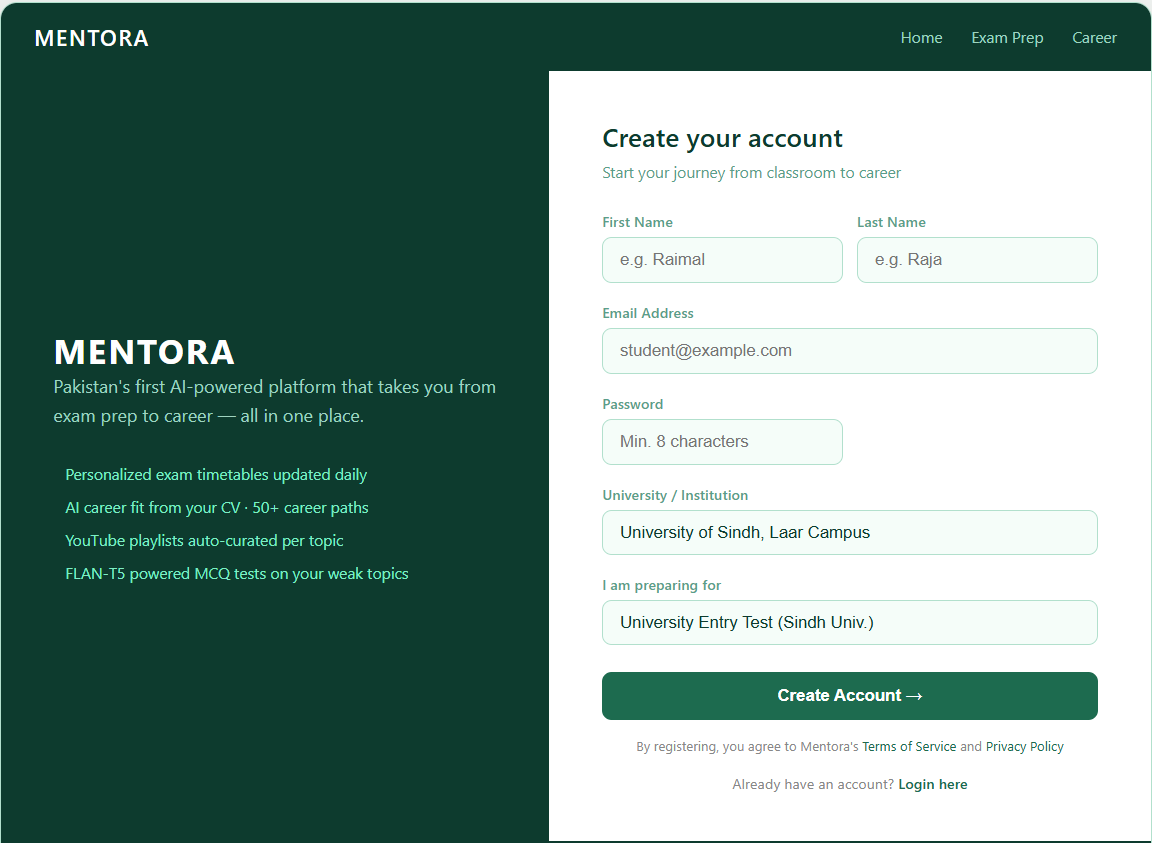 MENTORA
Home Exam Prep Career
MENTORA
Pakistan's first AI-powered platform that takes you from
exam prep to career — all in one place.
Personalized exam timetables updated daily
AI career fit from your CV · 50+ career paths
YouTube playlists auto-curated per topic
FLAN-T5 powered MCQ tests on your weak topics
Create your account
Start your journey from classroom to career
First Name Last Name
e.g. Raimal e.g. Raja
Email Address
student@example.com
Password
Min. 8 characters
University / Institution
University of Sindh, Laar Campus
I am preparing for
University Entry Test (Sindh Univ.)
Create Account →
By registering, you agree to Mentora's Terms of Service and Privacy Policy
Already have an account? Login here